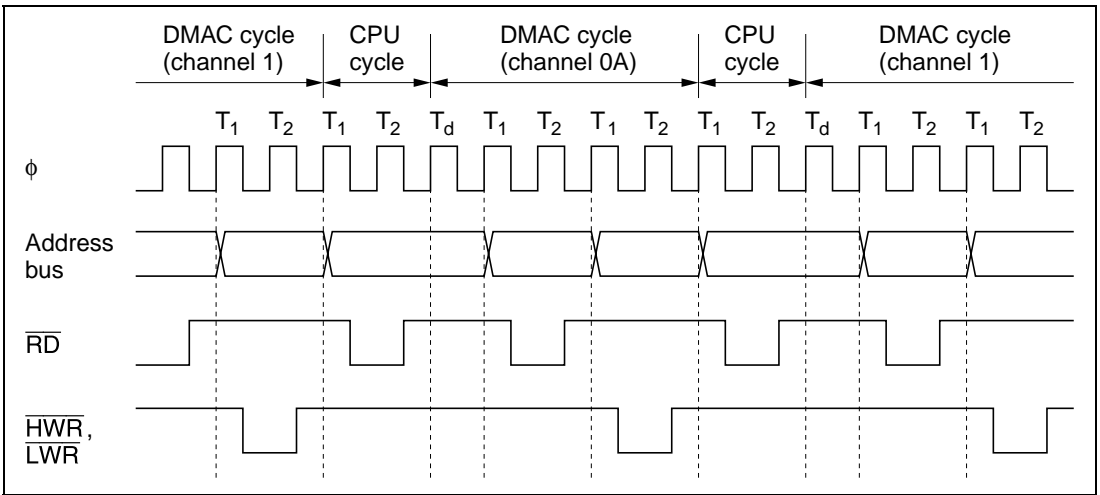 DMAC cycle (channel 1)
CPU cycle
DMAC cycle (channel 0A)
CPU cycle
DMAC cycle (channel 1)
T1 T2 T1 T2 Td T1 T2 T1 T2 T1 T2 Td T1 T2 T1 T2
φ
Address bus
RD
HWR, LWR